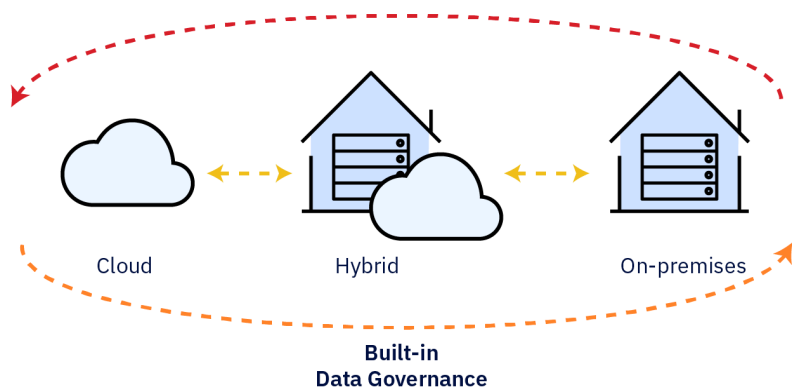 Cloud
Hybrid
On-premises
Built-in
Data Governance